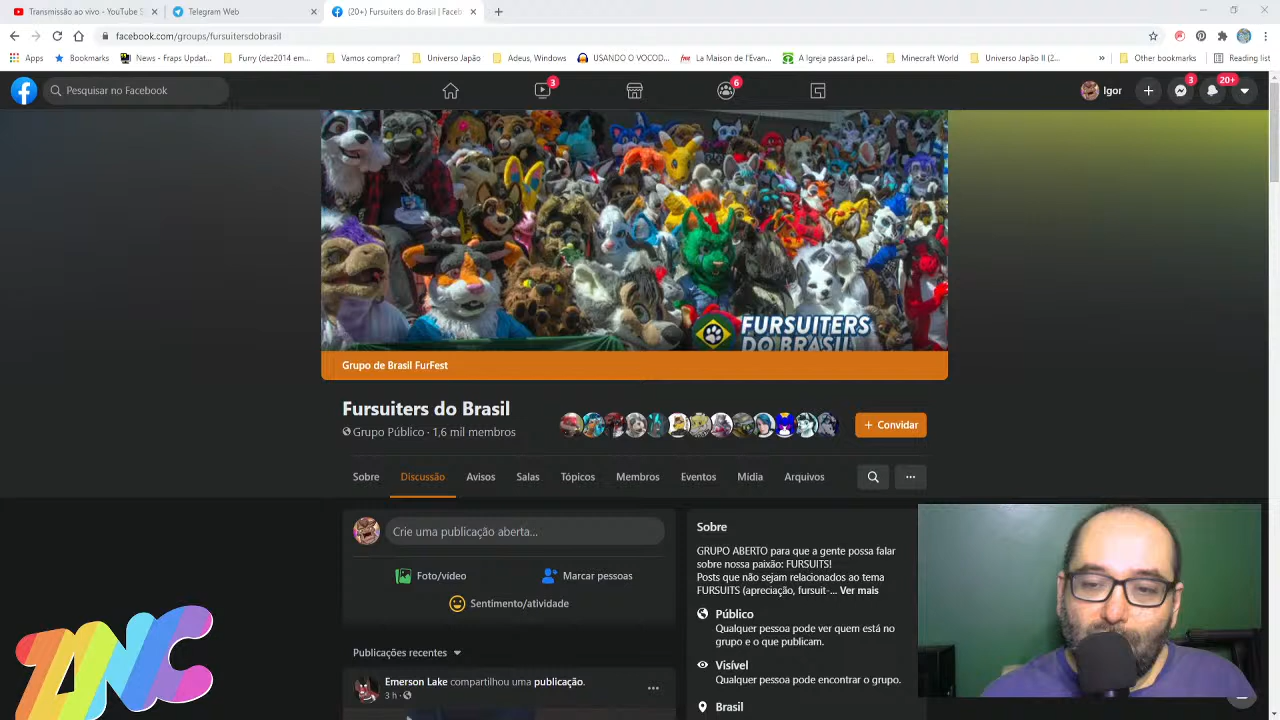 Transmissão ao vivo - YouTube S
Telegram Web
(20+) Fursuiters do Brasil | Faceb
facebook.com/groups/fursuitersdobrasil
Apps
Bookmarks
News - Fraps Updat...
Furry (dez2014 em...
Vamos comprar?
Universo Japão
Adeus, Windows
USANDO O VOCOD...
La Maison de l'Evan...
A Igreja passará pel...
Minecraft World
Universo Japão II (2...
»
Other bookmarks
Reading list
Pesquisar no Facebook
3
6
Igor
3
20+
FURSUITERS
DO BRASIL
Grupo de Brasil FurFest
Fursuiters do Brasil
Grupo Público · 1,6 mil membros
+ Convidar
Sobre
Discussão
Avisos
Salas
Tópicos
Membros
Eventos
Mídia
Arquivos
Crie uma publicação aberta...
Foto/vídeo
Marcar pessoas
Sentimento/atividade
Publicações recentes
Emerson Lake compartilhou uma publicação.
3 h ·
Sobre
GRUPO ABERTO para que a gente possa falar
sobre nossa paixão: FURSUITS!
Posts que não sejam relacionados ao tema
FURSUITS (apreciação, fursuit-... Ver mais
Público
Qualquer pessoa pode ver quem está no
grupo e o que publicam.
Visível
Qualquer pessoa pode encontrar o grupo.
Brasil